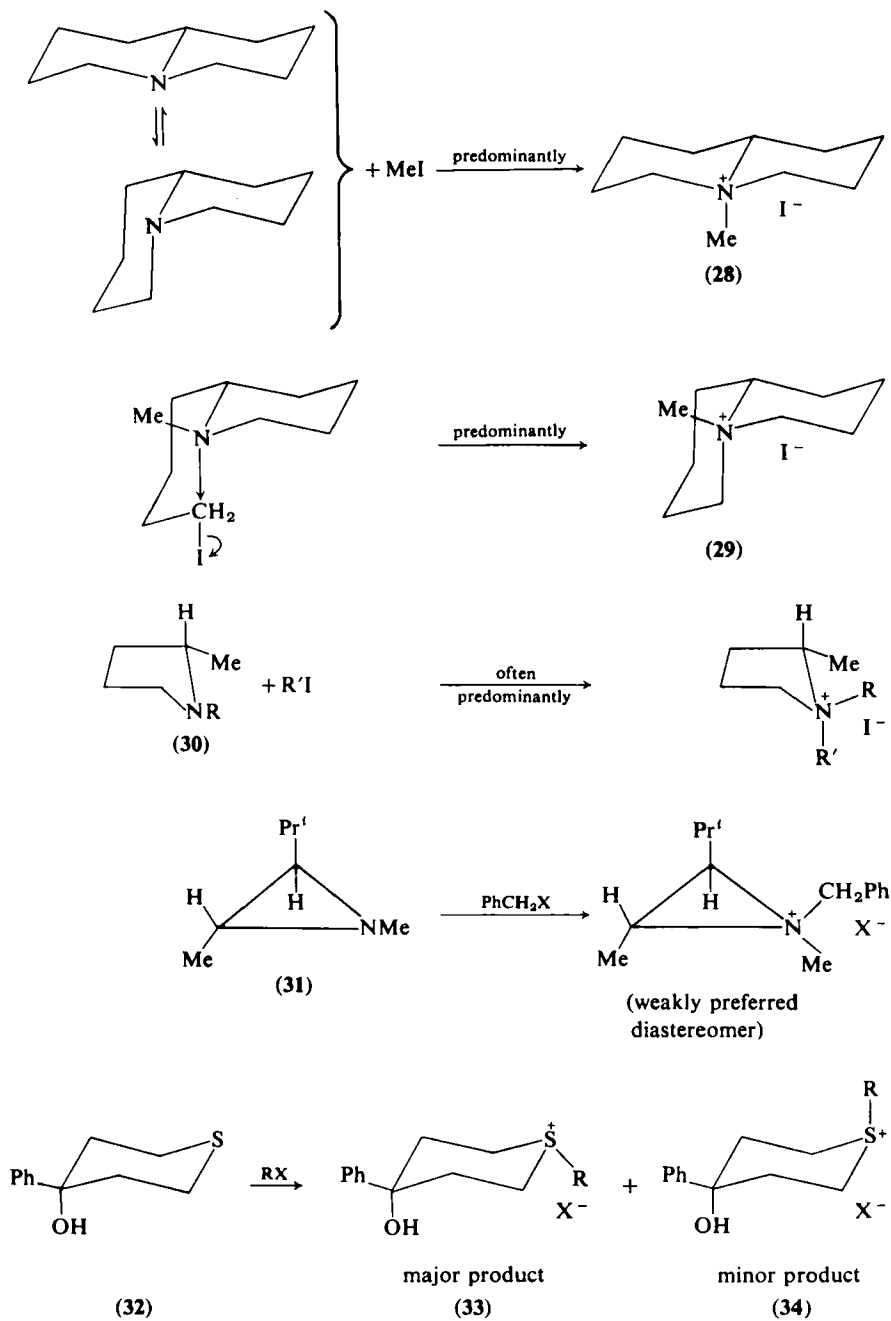 N
N
+ MeI
predominantly
N+
Me
I−
(28)
Me
N
CH2
I
predominantly
Me
N+
I−
(29)
H
Me
NR
+ R′I
(30)
often
predominantly
H
Me
N+
R
R′
I−
Pr^i
H
H
Me
NMe
(31)
PhCH2X
Pr^i
H
H
Me
N+
CH2Ph
Me
X−
(weakly preferred
diastereomer)
Ph
OH
S
(32)
RX
Ph
OH
S+
R
X−
major product
(33)
+
R
S+
Ph
OH
X−
minor product
(34)